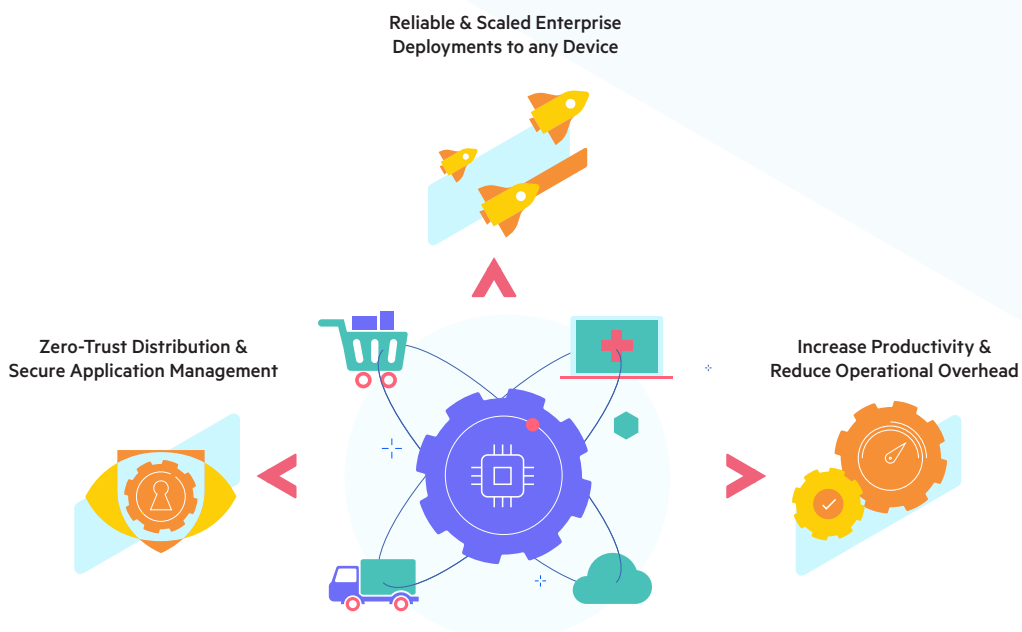 Reliable & Scaled Enterprise
Deployments to any Device
Zero-Trust Distribution &
Secure Application Management
Increase Productivity &
Reduce Operational Overhead